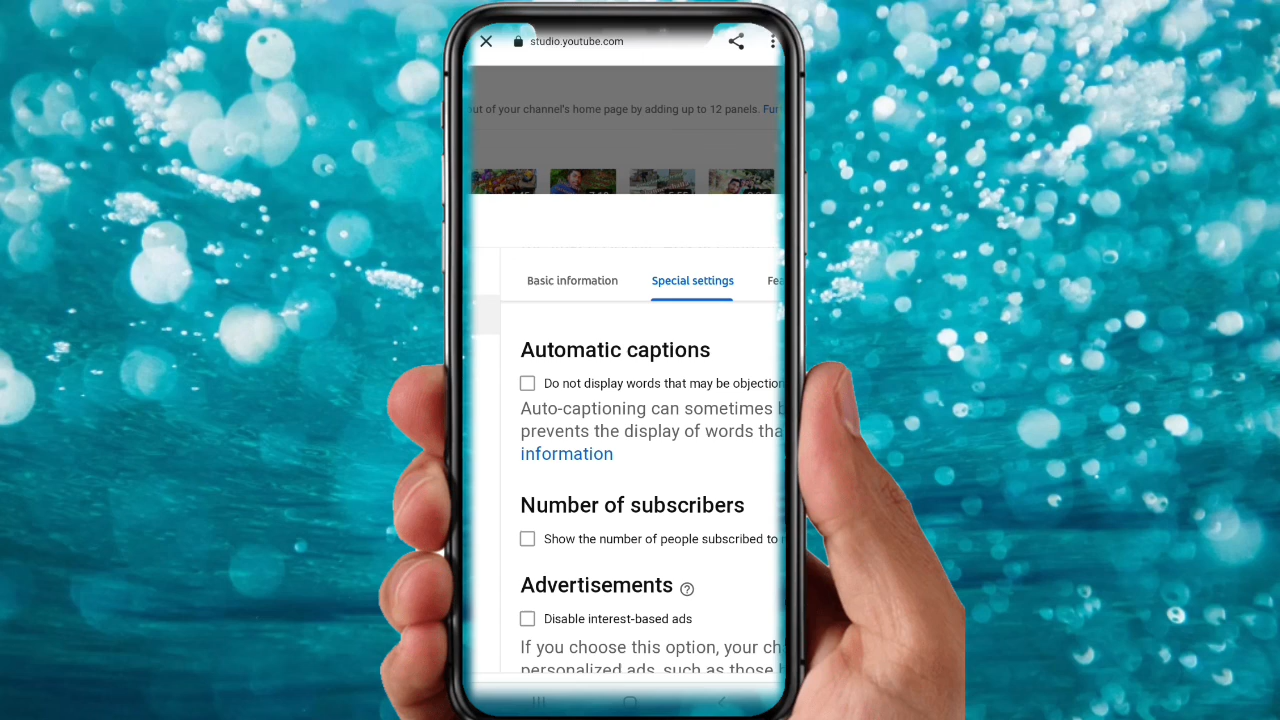 studio.youtube.com
out of your channel's home page by adding up to 12 panels. Fur
Basic information Special settings Fea
Automatic captions
Do not display words that may be objection
Auto-captioning can sometimes b
prevents the display of words tha
information
Number of subscribers
Show the number of people subscribed to
Advertisements
Disable interest-based ads
If you choose this option, your ch
personalized ads, such as those